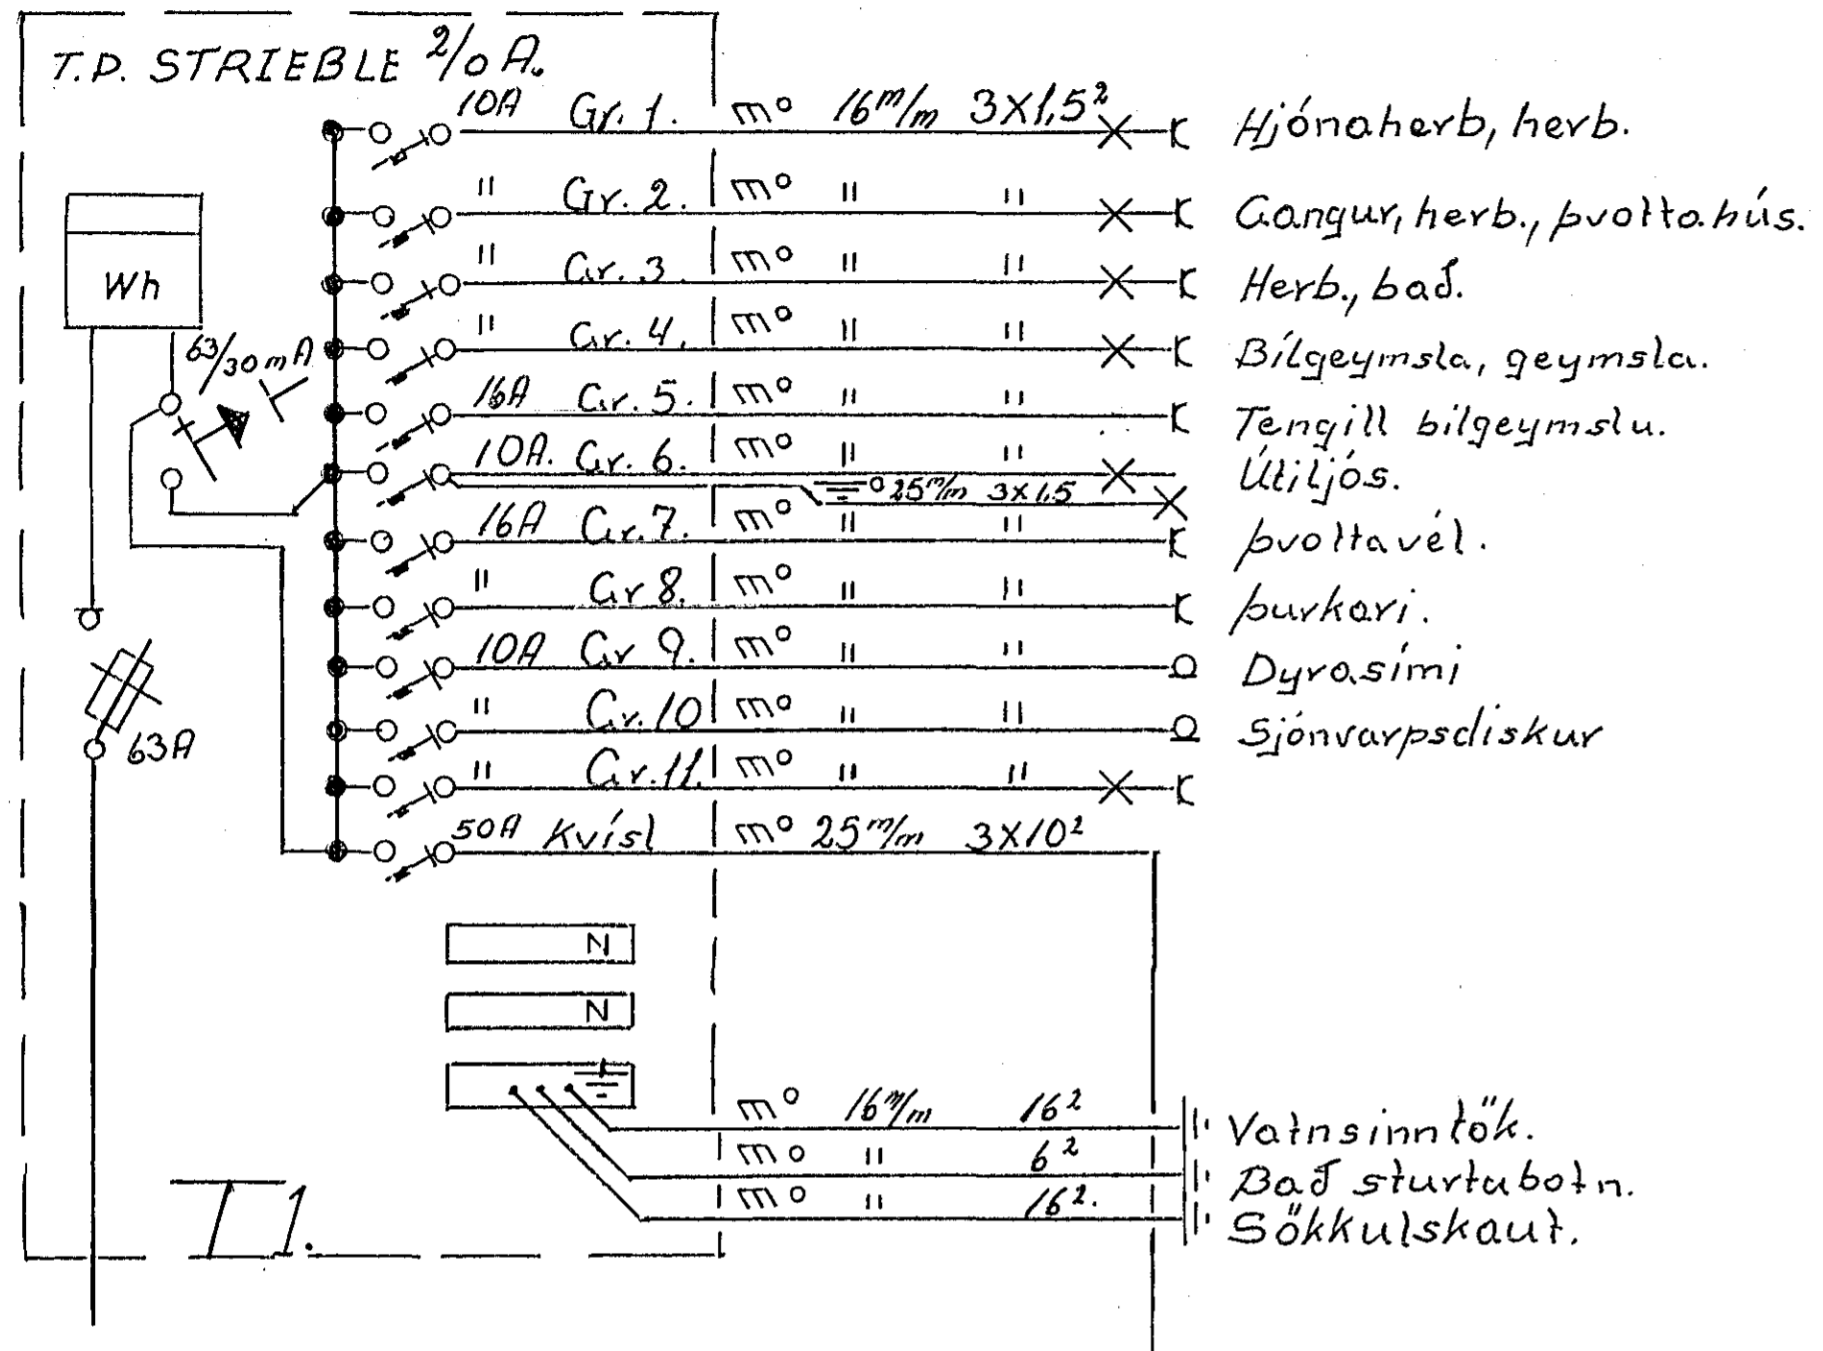 T.D. STRIEBLE 2/0 A.
10A Gr. 1. 16m/m 3X1,5² Hjónaherb, herb.
" Gr. 2. " " Gangur, herb., þvottahús.
Wh
" Gr. 3. " " Herb., bað.
63/30mA
" Gr. 4. " " Bílgeymsla, geymsla.
16A Gr. 5. " " Tengill bílgeymslu.
10A. Gr. 6. " " Útiljós.
25m/m 3X1,5
16A Gr. 7. " " Þvottavél.
" Gr 8. " " Þurkari.
10A Gr 9. " " Dyrasími
" Gr. 10 " " Sjónvarpsdiskur
63A
" Gr. 11. " "
50A Kvísl 25m/m 3X10²
N
N
16m/m 16² Vatnsinntök.
" 6² Bað sturtubotn.
" 16². Sökkulskaut.
T1.